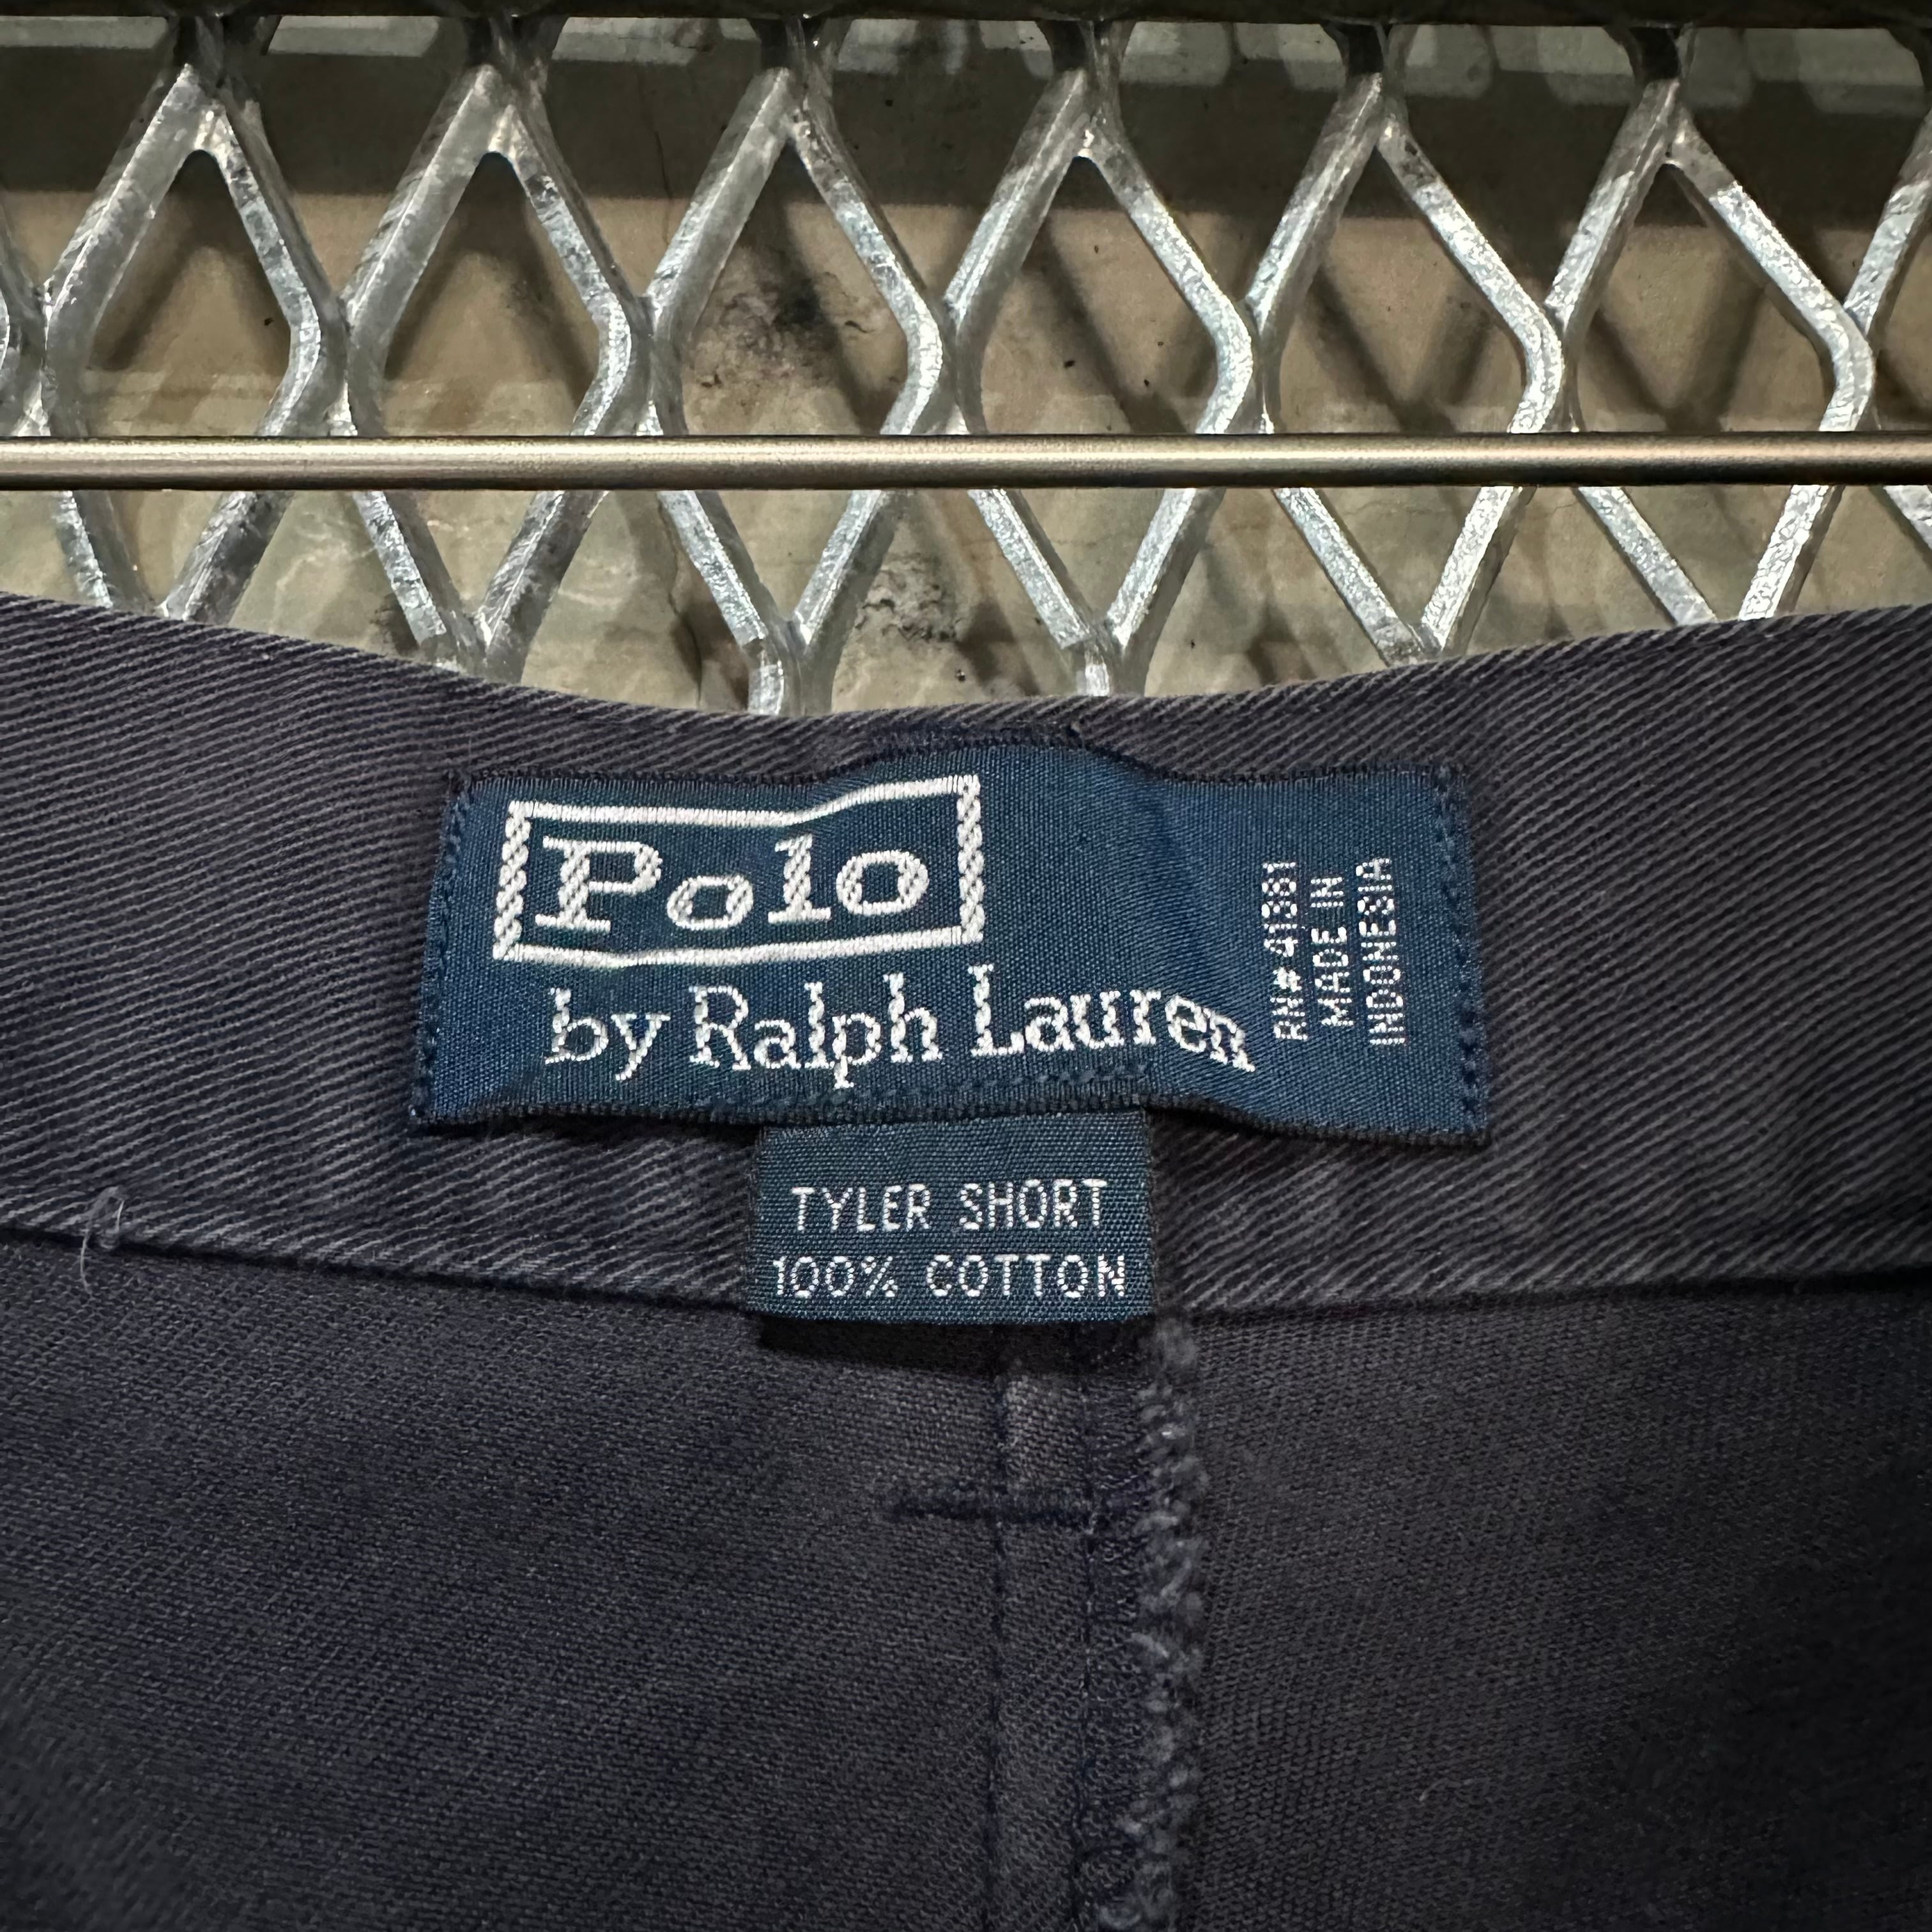 Polo
by Ralph Lauren
RN# 41381
MADE IN
INDONESIA
TYLER SHORT
100% COTTON